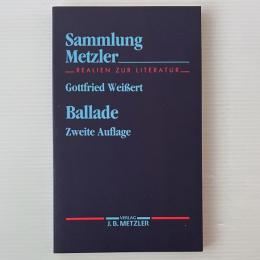 Sammlung
Metzler
REALIEN ZUR LITERATUR
Gottfried Weißert
Ballade
Zweite Auflage
VERLAG
J.B. METZLER